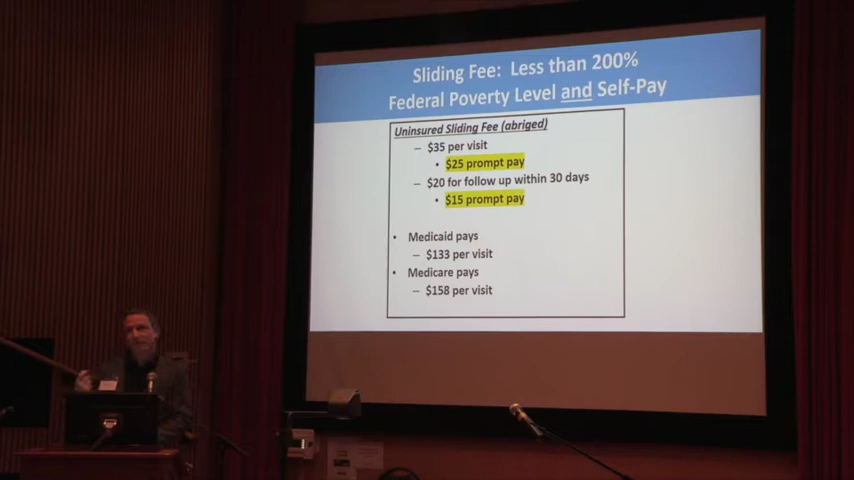 Sliding Fee: Less than 200%
Federal Poverty Level and Self-Pay
Uninsured Sliding Fee (abriged)
– $35 per visit
• $25 prompt pay
– $20 for follow up within 30 days
• $15 prompt pay
• Medicaid pays
– $133 per visit
• Medicare pays
– $158 per visit